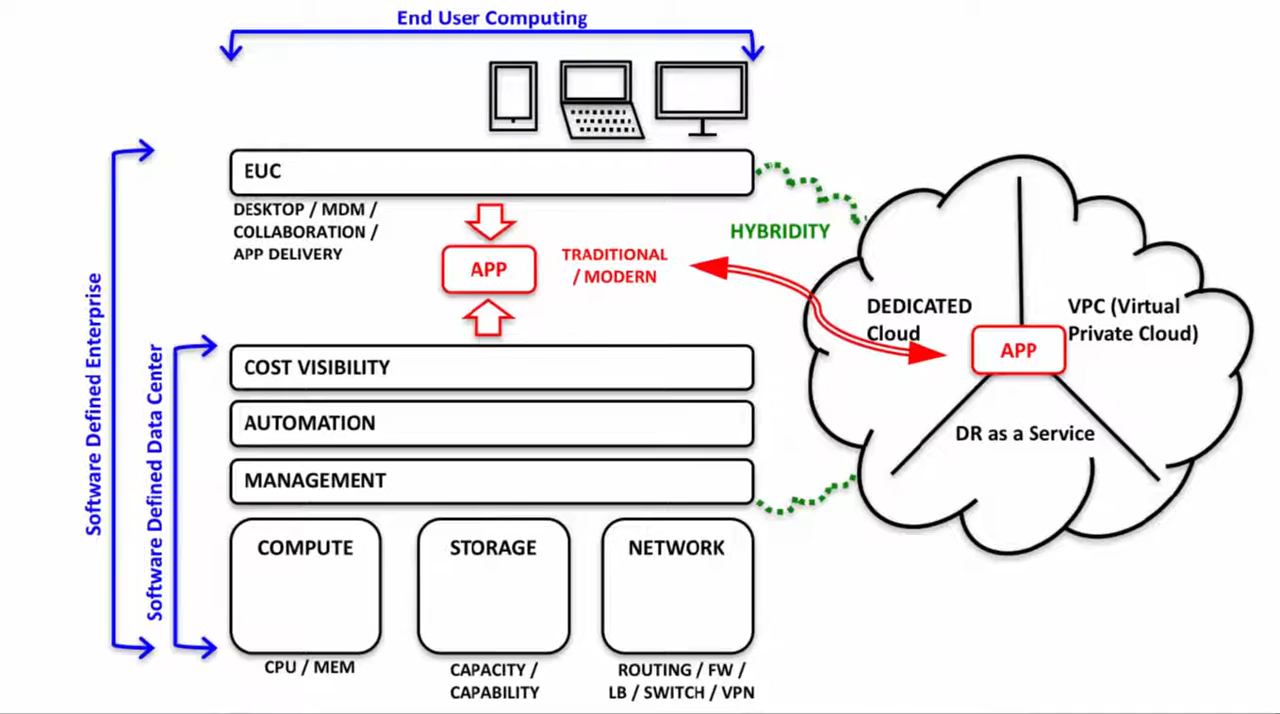 End User Computing
EUC
DESKTOP / MDM /
COLLABORATION /
APP DELIVERY
APP
TRADITIONAL
/ MODERN
HYBRIDITY
DEDICATED
Cloud
VPC (Virtual
Private Cloud)
APP
DR as a Service
Software Defined Enterprise
Software Defined Data Center
COST VISIBILITY
AUTOMATION
MANAGEMENT
COMPUTE
STORAGE
NETWORK
CPU / MEM
CAPACITY /
CAPABILITY
ROUTING / FW /
LB / SWITCH / VPN